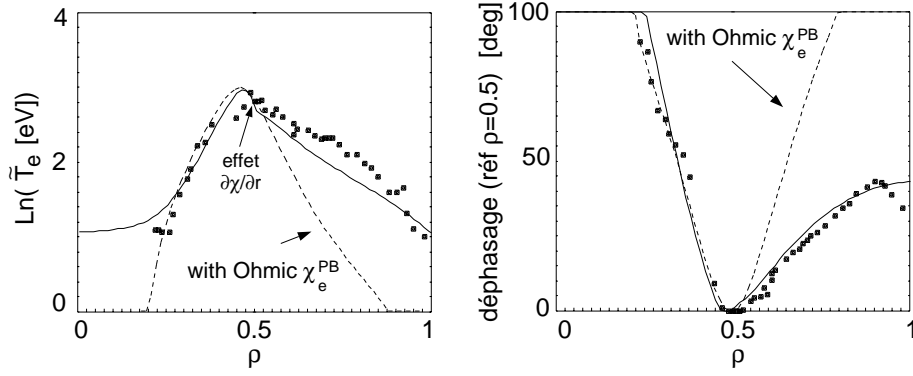 Ln( T̃e [eV])
4
2
0
effet
∂χ/∂r
with Ohmic χePB
0
0.5
1
ρ
déphasage (réf ρ=0.5) [deg]
100
50
0
with Ohmic χePB
0
0.5
1
ρ